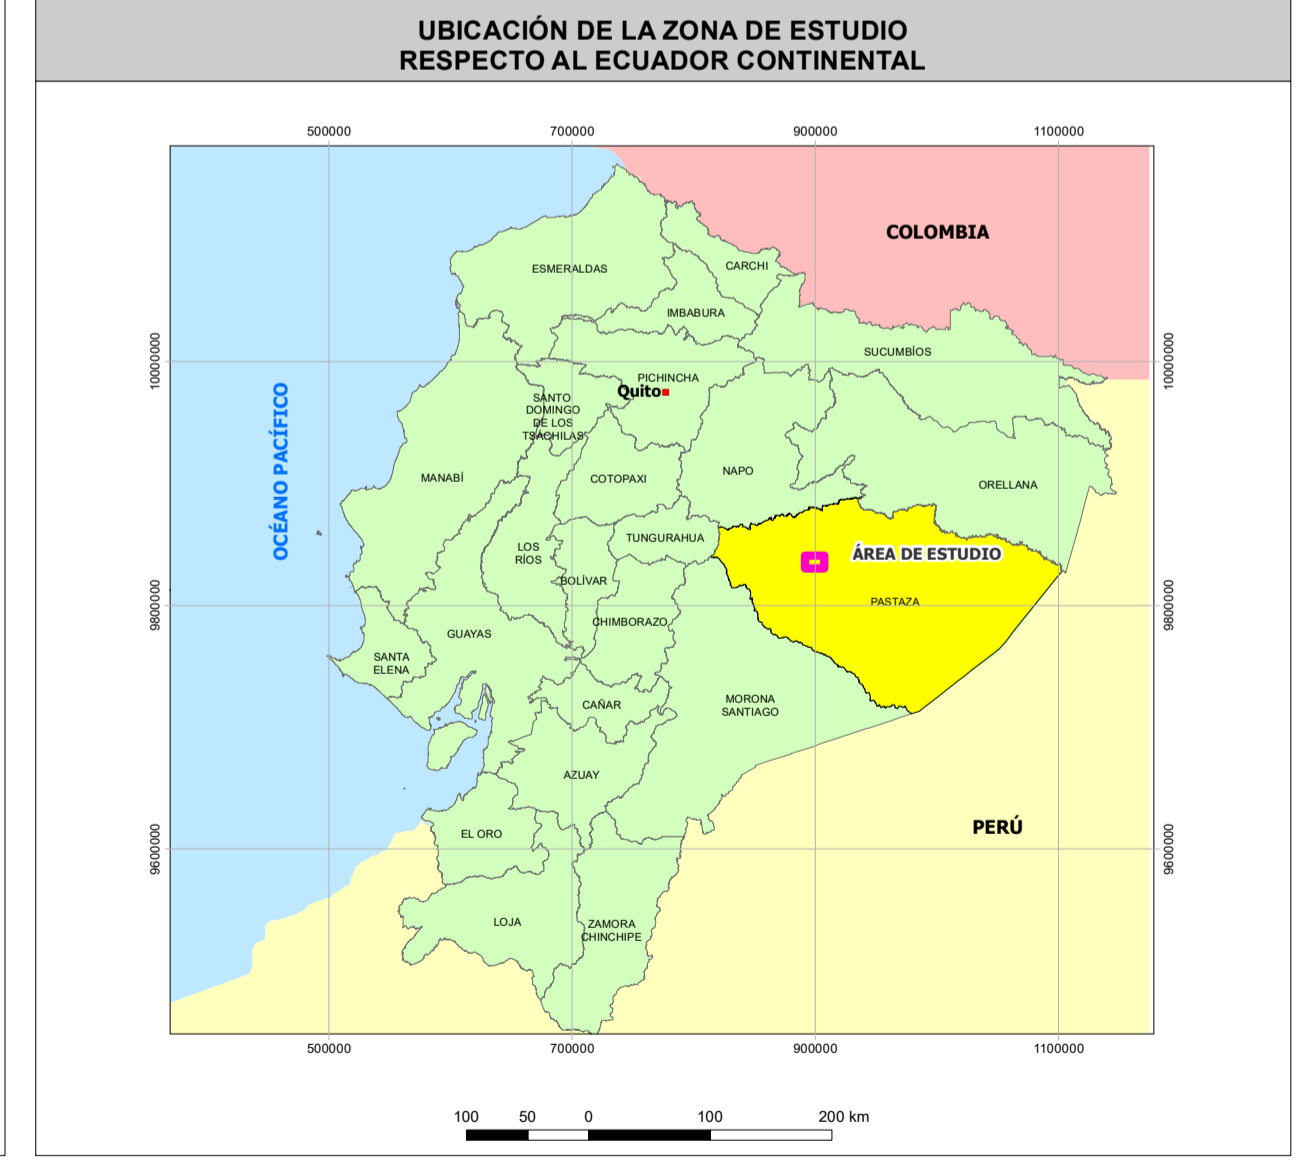 UBICACIÓN DE LA ZONA DE ESTUDIO
RESPECTO AL ECUADOR CONTINENTAL
500000
700000
900000
1100000
COLOMBIA
CARCHI
ESMERALDAS
IMBABURA
SUCUMBÍOS
10000000
10000000
PICHINCHA
Quito
SANTO
DOMINGO
DE LOS
TSÁCHILAS
OCÉANO PACÍFICO
MANABÍ
COTOPAXI
NAPO
ORELLANA
TUNGURAHUA
LOS
RÍOS
ÁREA DE ESTUDIO
BOLÍVAR
PASTAZA
9800000
9800000
CHIMBORAZO
GUAYAS
SANTA
ELENA
MORONA
SANTIAGO
CAÑAR
AZUAY
PERÚ
EL ORO
9600000
9600000
LOJA
ZAMORA
CHINCHIPE
500000
700000
900000
1100000
100 50 0 100 200 km